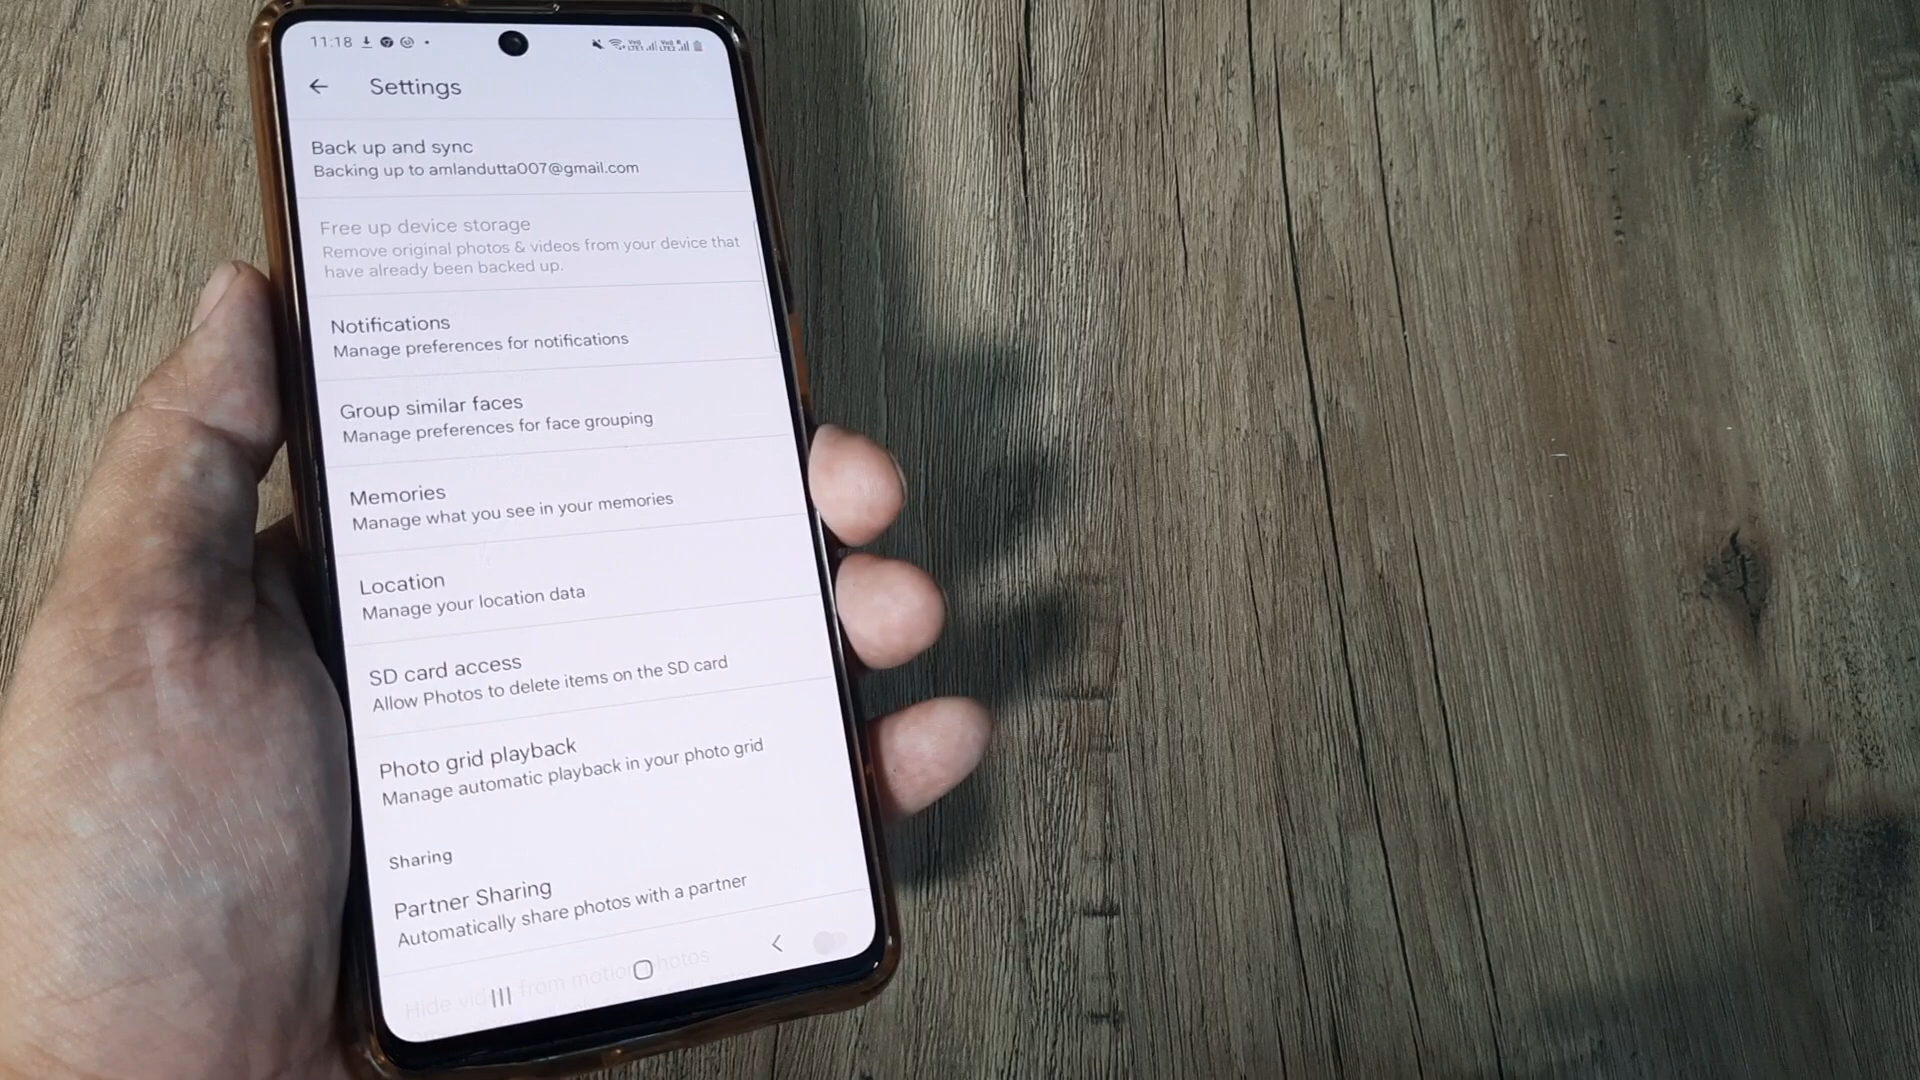 11:18
Settings
Back up and sync
Backing up to amlandutta007@gmail.com
Free up device storage
Remove original photos & videos from your device that
have already been backed up.
Notifications
Manage preferences for notifications
Group similar faces
Manage preferences for face grouping
Memories
Manage what you see in your memories
Location
Manage your location data
SD card access
Allow Photos to delete items on the SD card
Photo grid playback
Manage automatic playback in your photo grid
Sharing
Partner Sharing
Automatically share photos with a partner
Hide video from motion photos